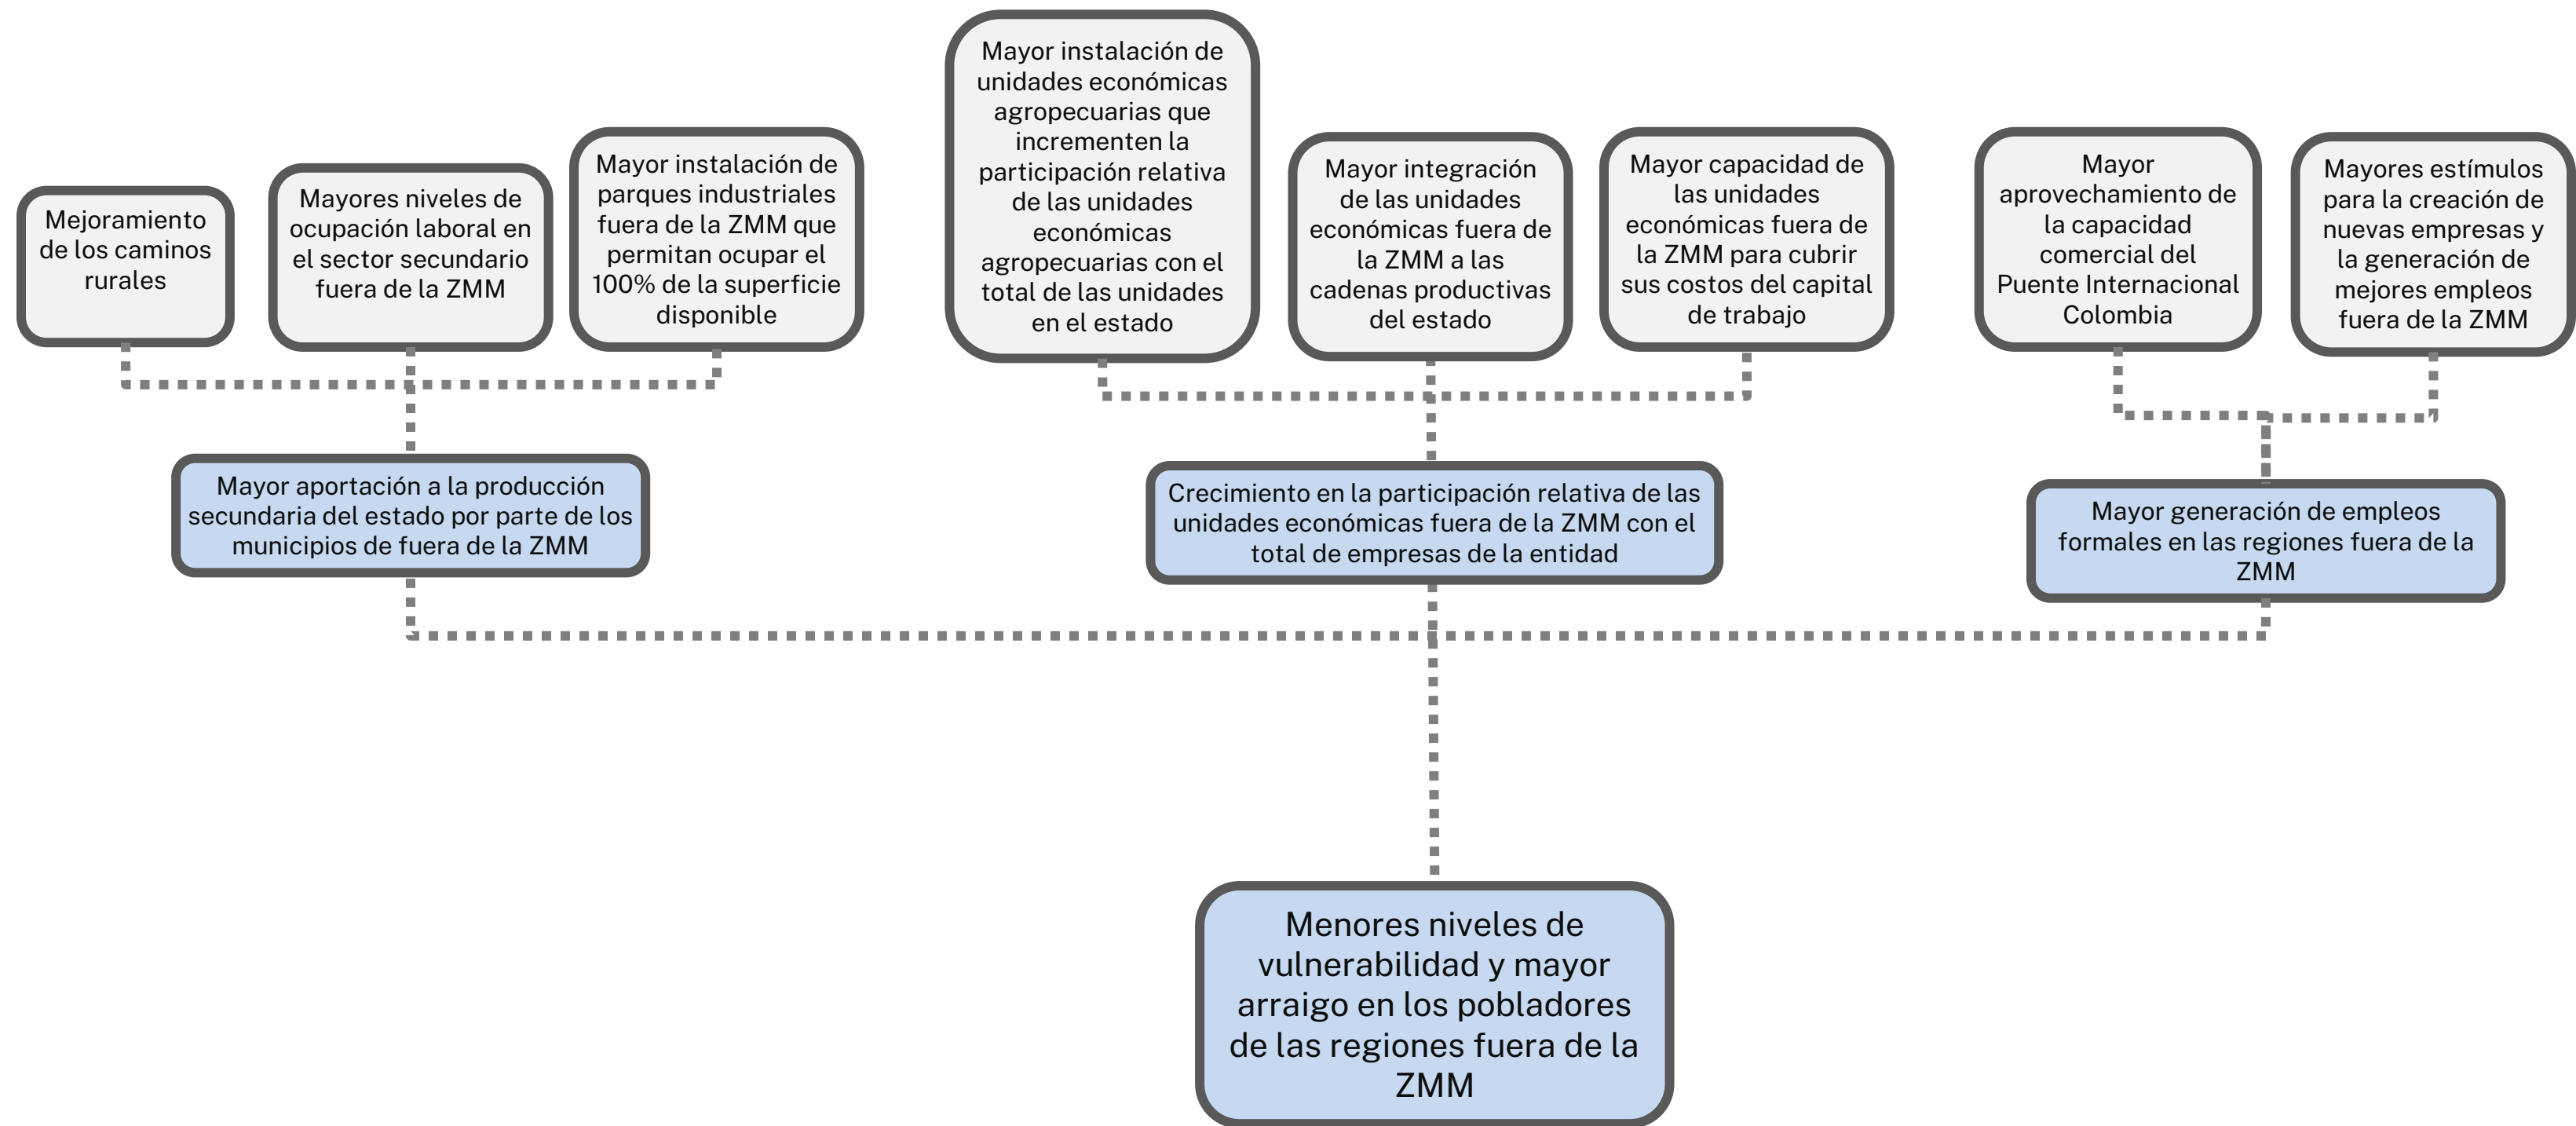 Mejoramiento
de los caminos
rurales
Mayores niveles de
ocupación laboral en
el sector secundario
fuera de la ZMM
Mayor instalación de
parques industriales
fuera de la ZMM que
permitan ocupar el
100% de la superficie
disponible
Mayor instalación de
unidades económicas
agropecuarias que
incrementen la
participación relativa
de las unidades
económicas
agropecuarias con el
total de las unidades
en el estado
Mayor integración
de las unidades
económicas fuera de
la ZMM a las
cadenas productivas
del estado
Mayor capacidad de
las unidades
económicas fuera de
la ZMM para cubrir
sus costos del capital
de trabajo
Mayor
aprovechamiento de
la capacidad
comercial del
Puente Internacional
Colombia
Mayores estímulos
para la creación de
nuevas empresas y
la generación de
mejores empleos
fuera de la ZMM
Mayor aportación a la producción
secundaria del estado por parte de los
municipios de fuera de la ZMM
Crecimiento en la participación relativa de las
unidades económicas fuera de la ZMM con el
total de empresas de la entidad
Mayor generación de empleos
formales en las regiones fuera de la
ZMM
Menores niveles de
vulnerabilidad y mayor
arraigo en los pobladores
de las regiones fuera de la
ZMM